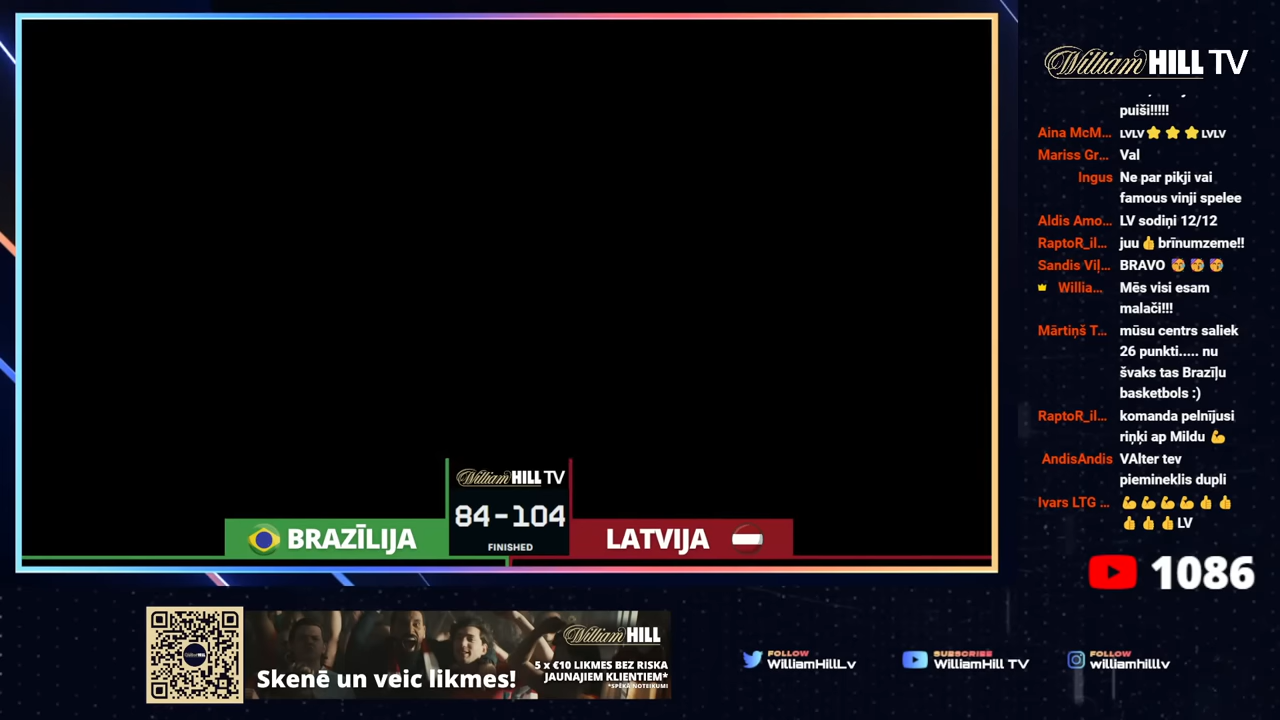 William HILL TV
puiši!!!!!
Aina McM... LVLV⭐ ⭐ ⭐LVLV
Mariss Gr... Val
Ingus Ne par pikji vai
famous vinji spelee
Aldis Amo... LV sodiņi 12/12
RaptoR_il... juu👍brīnumzeme!!
Sandis Viļ... BRAVO 🥳 🥳 🥳
Willia... Mēs visi esam
malači!!!
Mārtiņš T... mūsu centrs saliek
26 punkti..... nu
švaks tas Brazīļu
basketbols :)
RaptoR_il... komanda pelnījusi
riņķi ap Mildu 💪
AndisAndis VAlter tev
piemineklis dupli
Ivars LTG :... 💪💪💪💪👍👍
👍👍👍LV
William HILL TV
84-104
BRAZĪLIJA
LATVIJA
FINISHED
1086
William HILL
5 x €10 LIKMES BEZ RISKA
JAUNAJIEM KLIENTIEM*
*SPĒKĀ NOTEIKUMI
Skenē un veic likmes!
FOLLOW
WilliamHill_v
SUBSCRIBE
WilliamHill TV
FOLLOW
williamhilllv